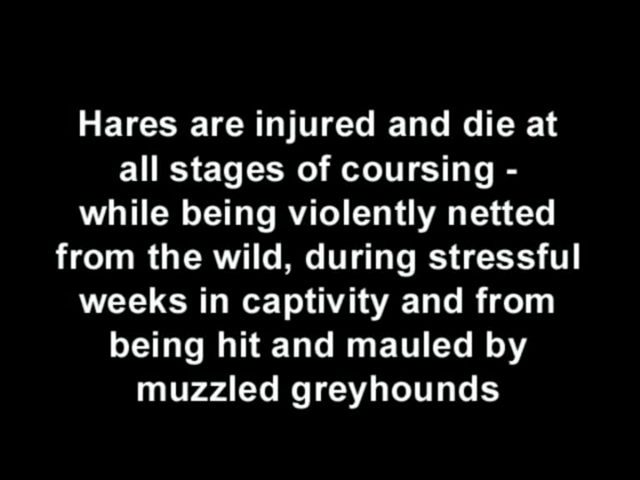 Hares are injured and die at
all stages of coursing -
while being violently netted
from the wild, during stressful
weeks in captivity and from
being hit and mauled by
muzzled greyhounds